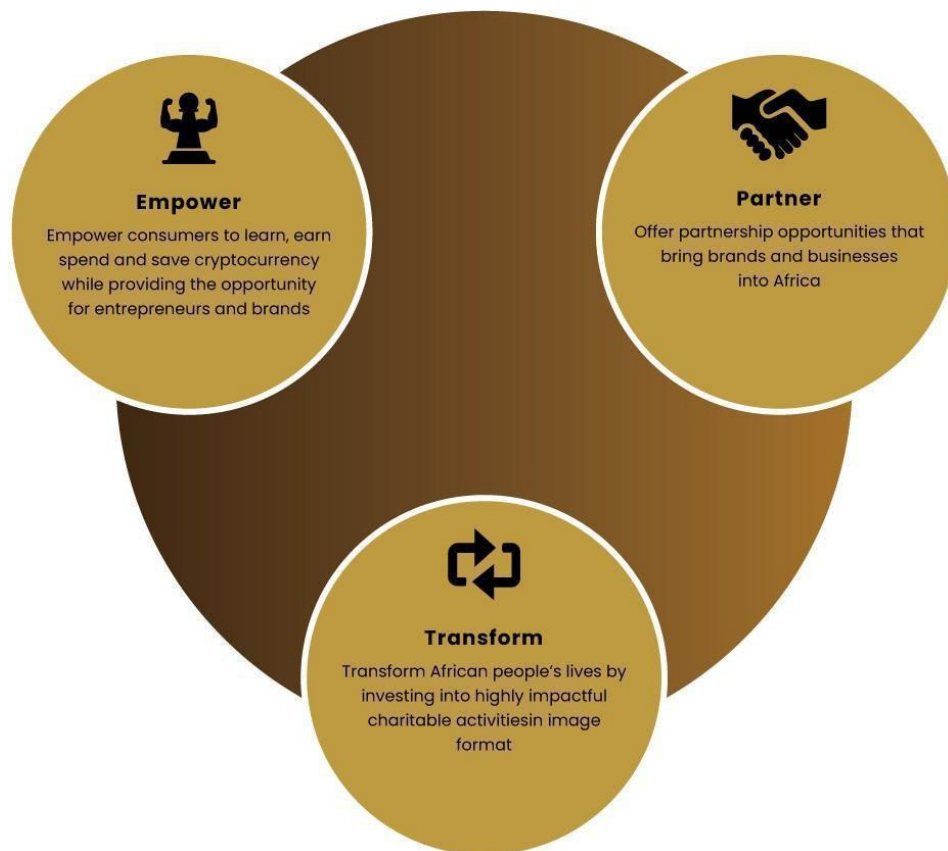 Empower
Empower consumers to learn, earn
spend and save cryptocurrency
while providing the opportunity
for entrepreneurs and brands
Partner
Offer partnership opportunities that
bring brands and businesses
into Africa
Transform
Transform African people’s lives by
investing into highly impactful
charitable activitiesin image
format